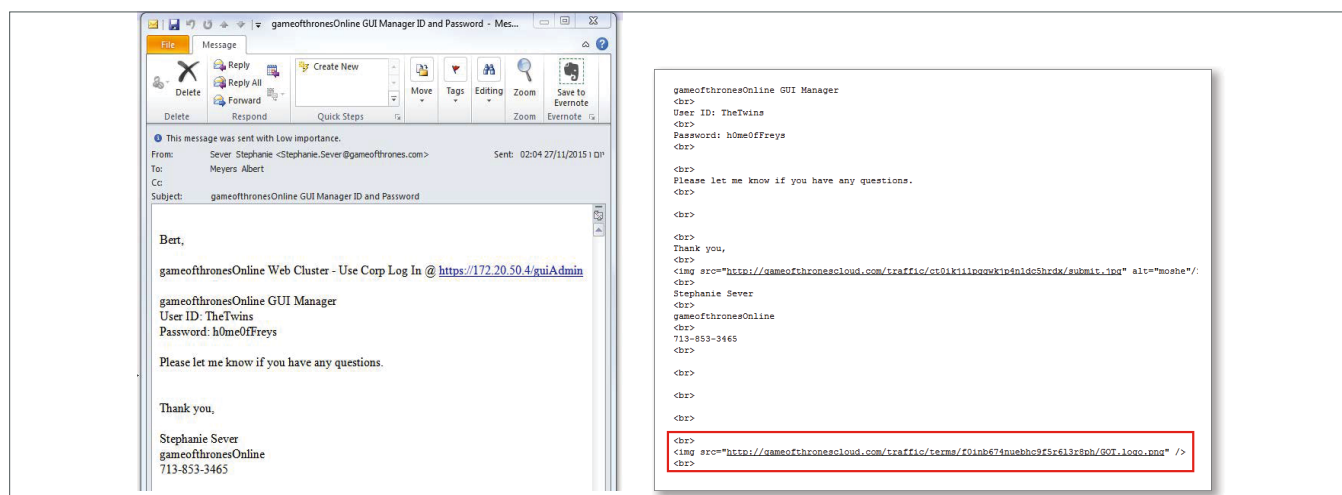 gameofthronesOnline GUI Manager ID and Password - Mes...
File Message
Delete
Reply
Reply All
Forward
Create New
Move
Tags
Editing
Zoom
Save to
Evernote
Delete Respond Quick Steps Zoom Evernote
This message was sent with Low importance.
From: Sever Stephanie <Stephanie.Sever@gameofthrones.com> Sent: 02:04 27/11/2015 יום ו
To: Meyers Albert
Cc:
Subject: gameofthronesOnline GUI Manager ID and Password
Bert,
gameofthronesOnline Web Cluster - Use Corp Log In @ https://172.20.50.4/guiAdmin
gameofthronesOnline GUI Manager
User ID: TheTwins
Password: h0me0fFreys
Please let me know if you have any questions.
Thank you,
Stephanie Sever
gameofthronesOnline
713-853-3465
gameofthronesOnline GUI Manager
<br>
User ID: TheTwins
<br>
Password: h0me0fFreys
<br>
<br>
Please let me know if you have any questions.
<br>
<br>
<br>
Thank you,
<br>
<img src="http://gameofthronescloud.com/traffic/ct0ikji1pqqwkjp4nldc5hrdx/submit.jpg" alt="moshe"/
<br>
Stephanie Sever
<br>
gameofthronesOnline
<br>
713-853-3465
<br>
<br>
<br>
<br>
<br>
<img src="http://gameofthronescloud.com/traffic/terms/f0inb674nuebhc9f5r6l3r8ph/GOT.logo.png" />
<br>